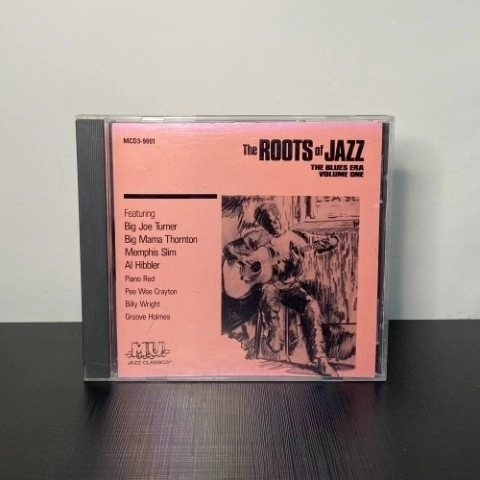 MCD3-9001
The ROOTS of JAZZ
THE BLUES ERA
VOLUME ONE
Featuring
Big Joe Turner
Big Mama Thornton
Memphis Slim
Al Hibbler
Piano Red
Pee Wee Crayton
Billy Wright
Groove Holmes
MU
JAZZ CLASSICS